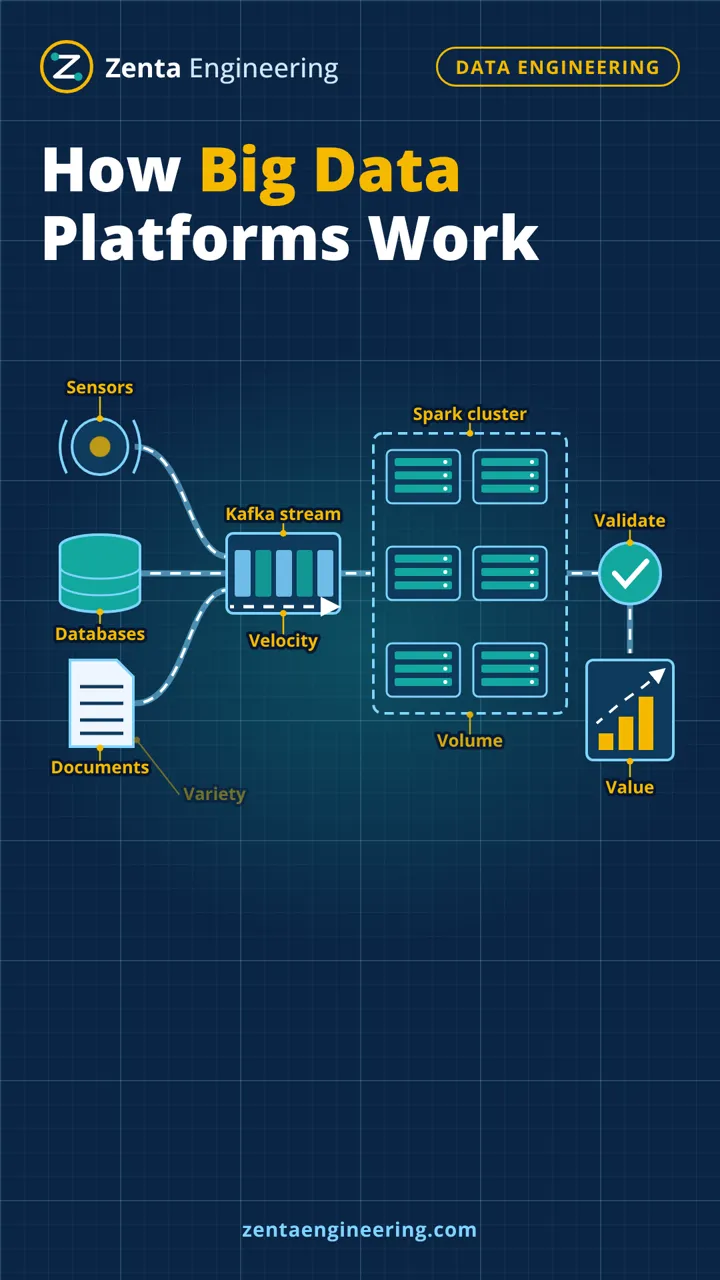 Zenta Engineering
DATA ENGINEERING
How Big Data
Platforms Work
Sensors
Spark cluster
Kafka stream
Validate
Databases
Velocity
Volume
Documents
Value
Variety
zentaengineering.com